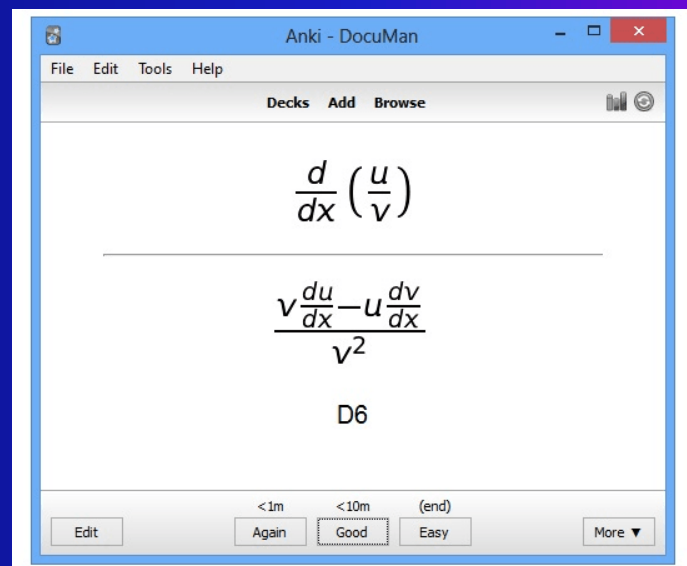 Anki - DocuMan
File Edit Tools Help
Decks Add Browse
d/dx (u/v)
(v du/dx − u dv/dx) / v²
D6
<1m <10m (end)
Edit Again Good Easy More ▼